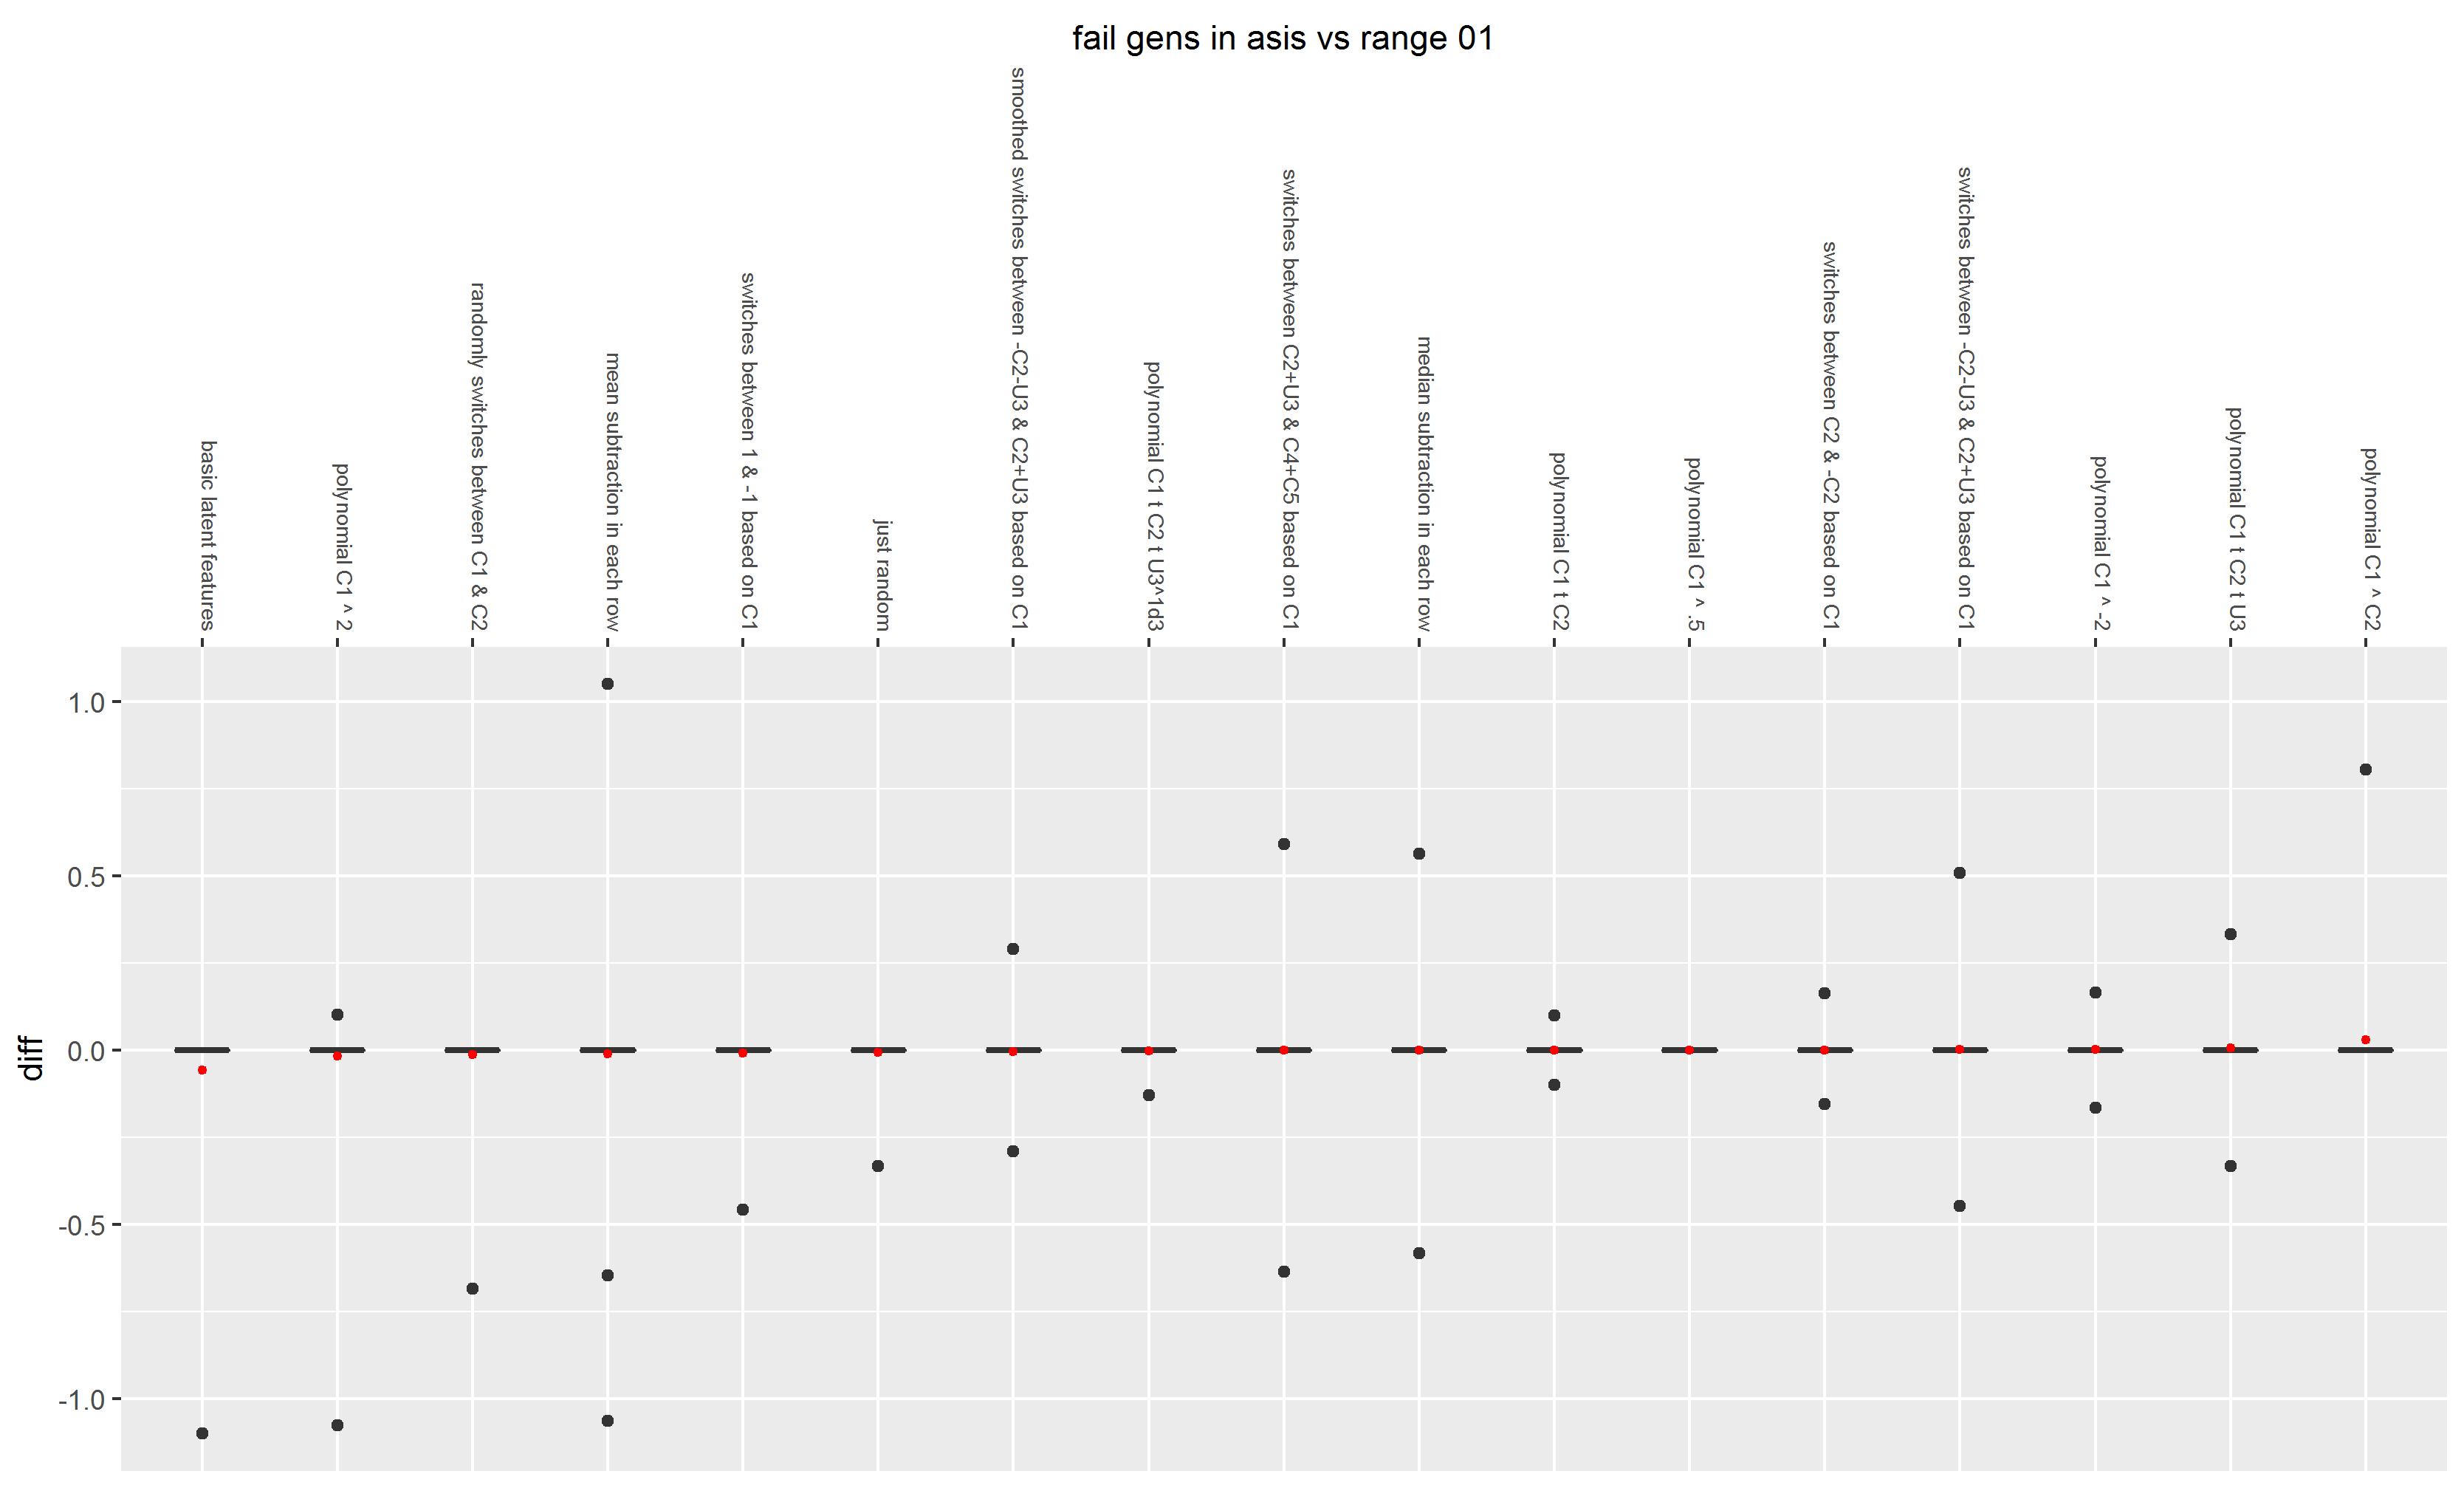 fail gens in asis vs range 01
basic latent features
polynomial C1 ^ 2
randomly switches between C1 & C2
mean subtraction in each row
switches between 1 & -1 based on C1
just random
smoothed switches between -C2-U3 & C2+U3 based on C1
polynomial C1 t C2 t U3^1d3
switches between C2+U3 & C4+C5 based on C1
median subtraction in each row
polynomial C1 t C2
polynomial C1 ^ .5
switches between C2 & -C2 based on C1
switches between -C2-U3 & C2+U3 based on C1
polynomial C1 ^ -2
polynomial C1 t C2 t U3
polynomial C1 ^ C2
1.0
0.5
0.0
-0.5
-1.0
diff